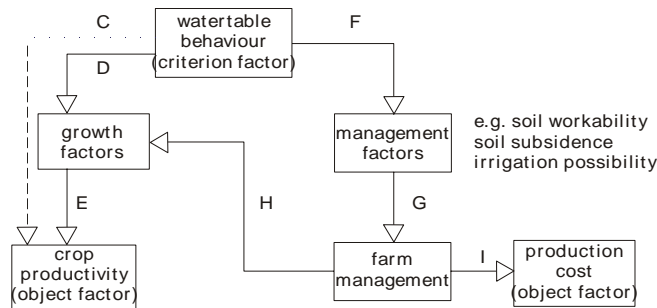 C
watertable
behaviour
(criterion factor)
F
D
growth
factors
management
factors
e.g. soil workability
soil subsidence
irrigation possibility
E
H
G
crop
productivity
(object factor)
farm
management
I
production
cost
(object factor)